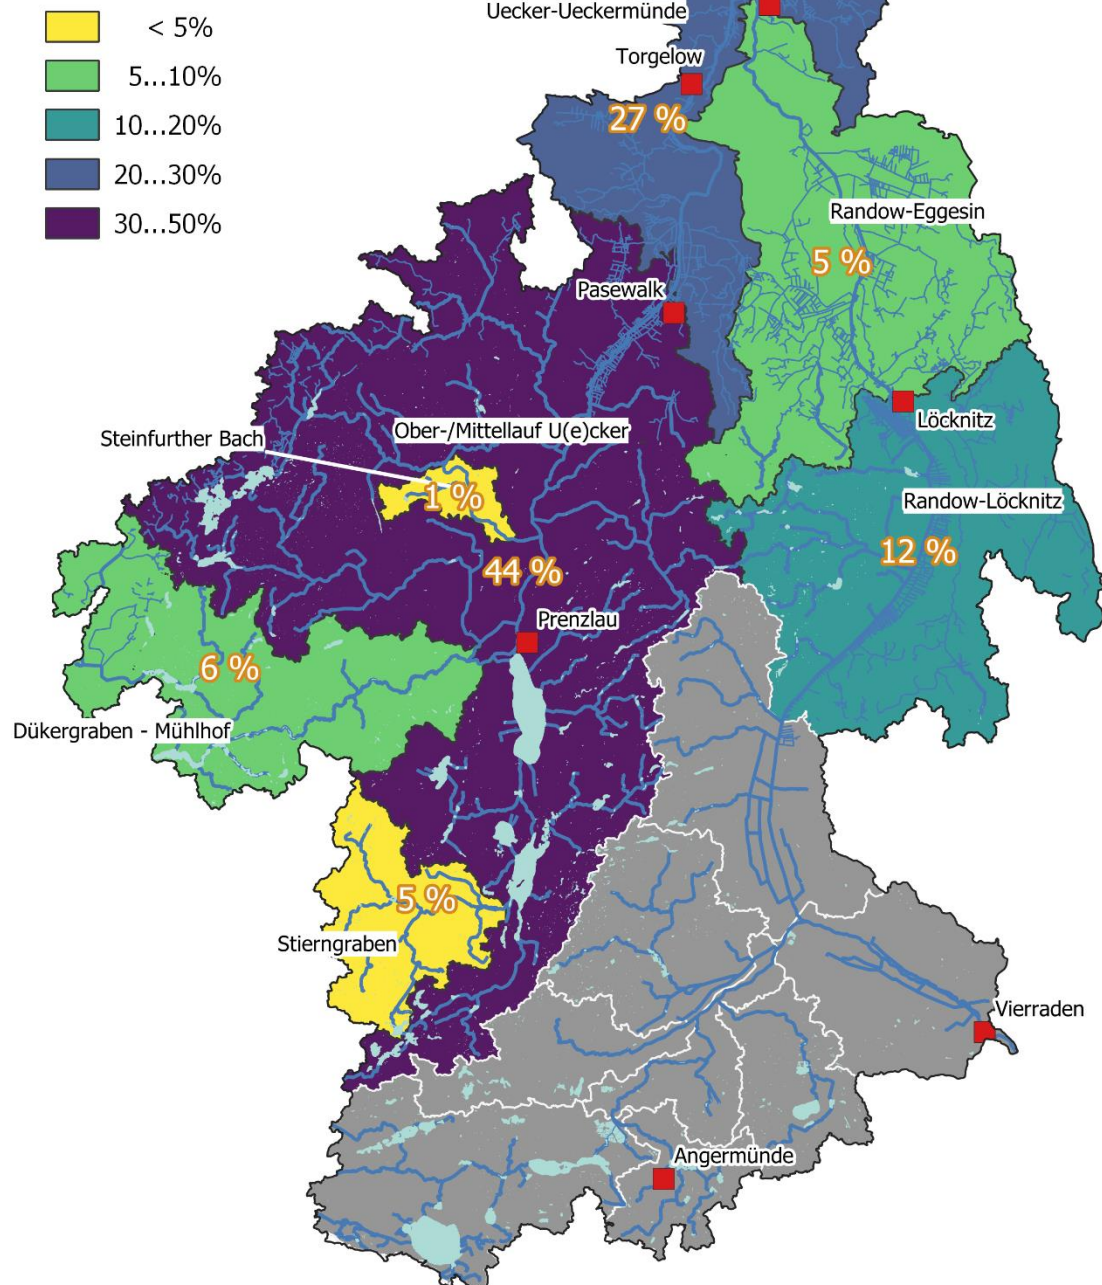 < 5%
5...10%
10...20%
20...30%
30...50%
Uecker-Ueckermünde
Torgelow
27 %
Randow-Eggesin
5 %
Pasewalk
Löcknitz
Ober-/Mittellauf U(e)cker
Steinfurther Bach
1 %
Randow-Löcknitz
12 %
44 %
Prenzlau
6 %
Dükergraben - Mühlhof
5 %
Stierngraben
Vierraden
Angermünde